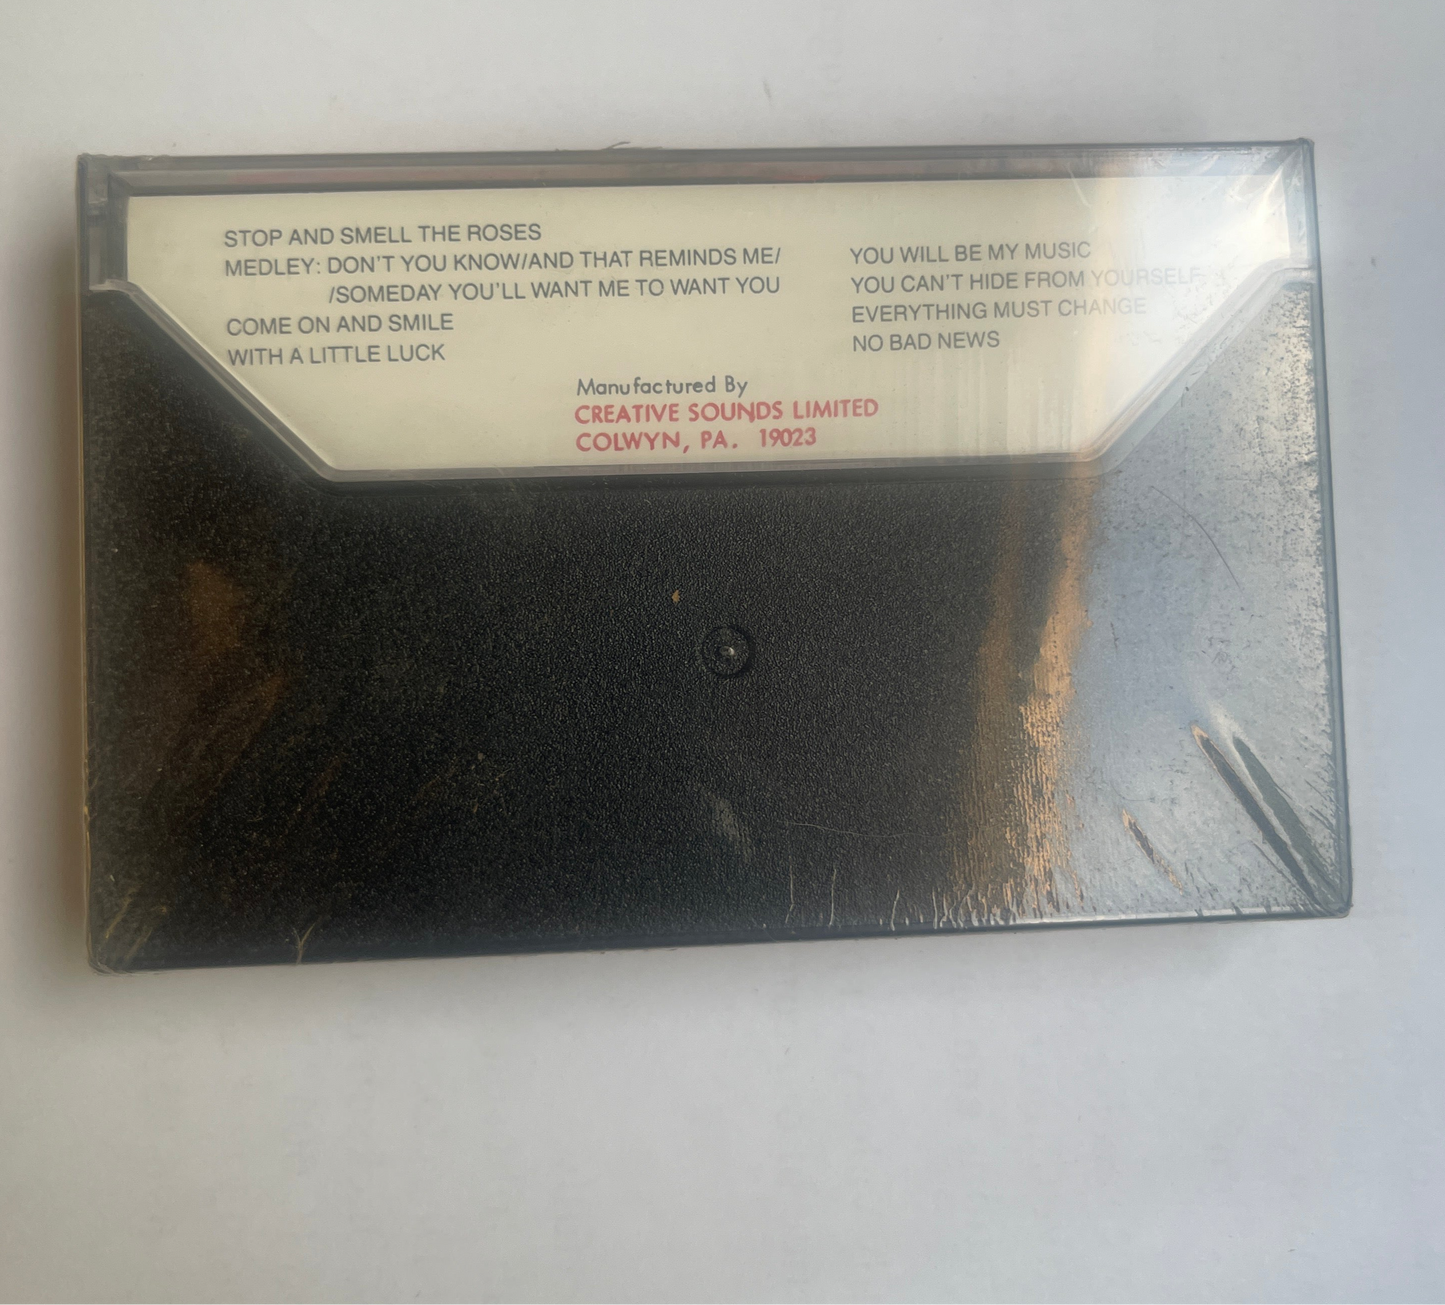 STOP AND SMELL THE ROSES
MEDLEY: DON'T YOU KNOW/AND THAT REMINDS ME/
/SOMEDAY YOU'LL WANT ME TO WANT YOU
COME ON AND SMILE
WITH A LITTLE LUCK
YOU WILL BE MY MUSIC
YOU CAN'T HIDE FROM YOURSELF
EVERYTHING MUST CHANGE
NO BAD NEWS
Manufactured By
CREATIVE SOUNDS LIMITED
COLWYN, PA. 19023